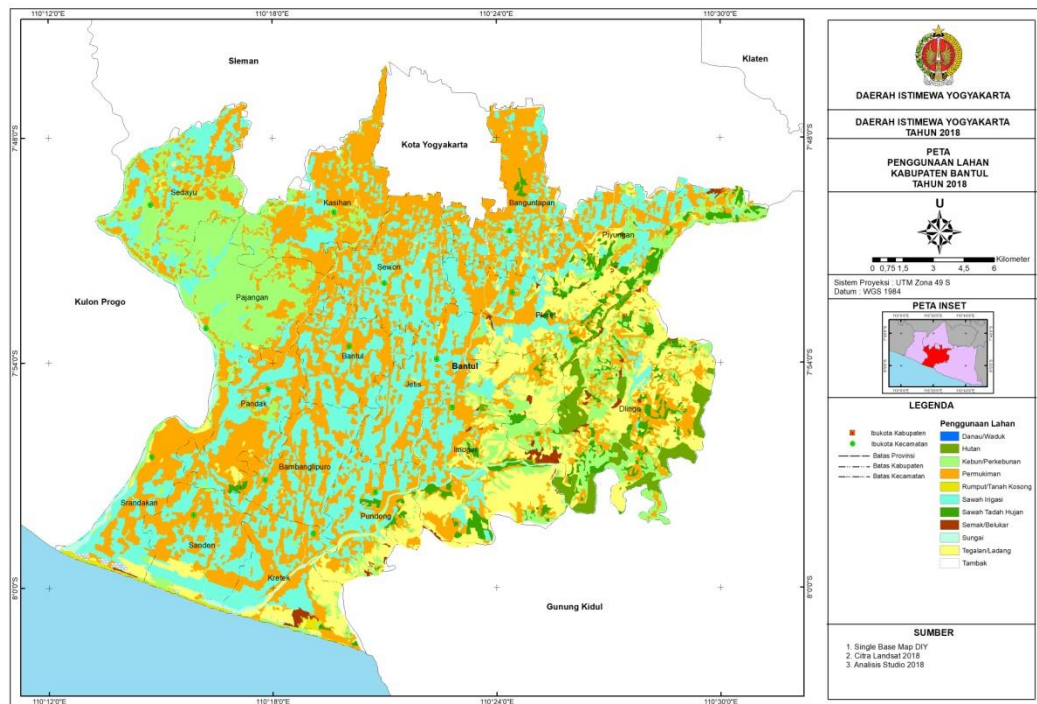 110°12'0"E 110°18'0"E 110°24'0"E 110°30'0"E
Sleman
Klaten
7°48'0"S 7°48'0"S
Kota Yogyakarta
Sedayu
Kasihan
Banguntapan
Piyungan
Sewon
Kulon Progo
Pajangan
Pleret
Bantul
Bantul
7°54'0"S 7°54'0"S
Jetis
Pandak
Dlingo
Imogiri
Bambanglipuro
Srandakan
Pundong
Sanden
Kretek
8°0'0"S 8°0'0"S
Gunung Kidul
110°12'0"E 110°18'0"E 110°24'0"E 110°30'0"E
DAERAH ISTIMEWA YOGYAKARTA
DAERAH ISTIMEWA YOGYAKARTA
TAHUN 2018
PETA
PENGGUNAAN LAHAN
KABUPATEN BANTUL
TAHUN 2018
U
Kilometer
0 0,75 1,5 3 4,5 6
Sistem Proyeksi : UTM Zona 49 S
Datum : WGS 1984
PETA INSET
LEGENDA
Ibukota Kabupaten
Ibukota Kecamatan
Batas Provinsi
Batas Kabupaten
Batas Kecamatan
Penggunaan Lahan
Danau/Waduk
Hutan
Kebun/Perkebunan
Permukiman
Rumput/Tanah Kosong
Sawah Irigasi
Sawah Tadah Hujan
Semak/Belukar
Sungai
Tegalan/Ladang
Tambak
SUMBER
1. Single Base Map DIY
2. Citra Landsat 2018
3. Analisis Studio 2018